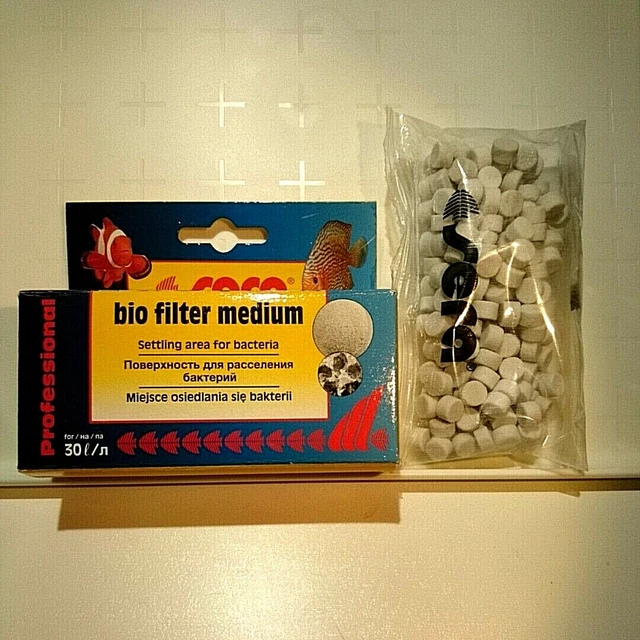 sera®
bio filter medium
Settling area for bacteria
Поверхность для расселения
бактерий
Miejsce osiedlania się bakterii
Professional
for / на / na
30 ℓ/л
sera